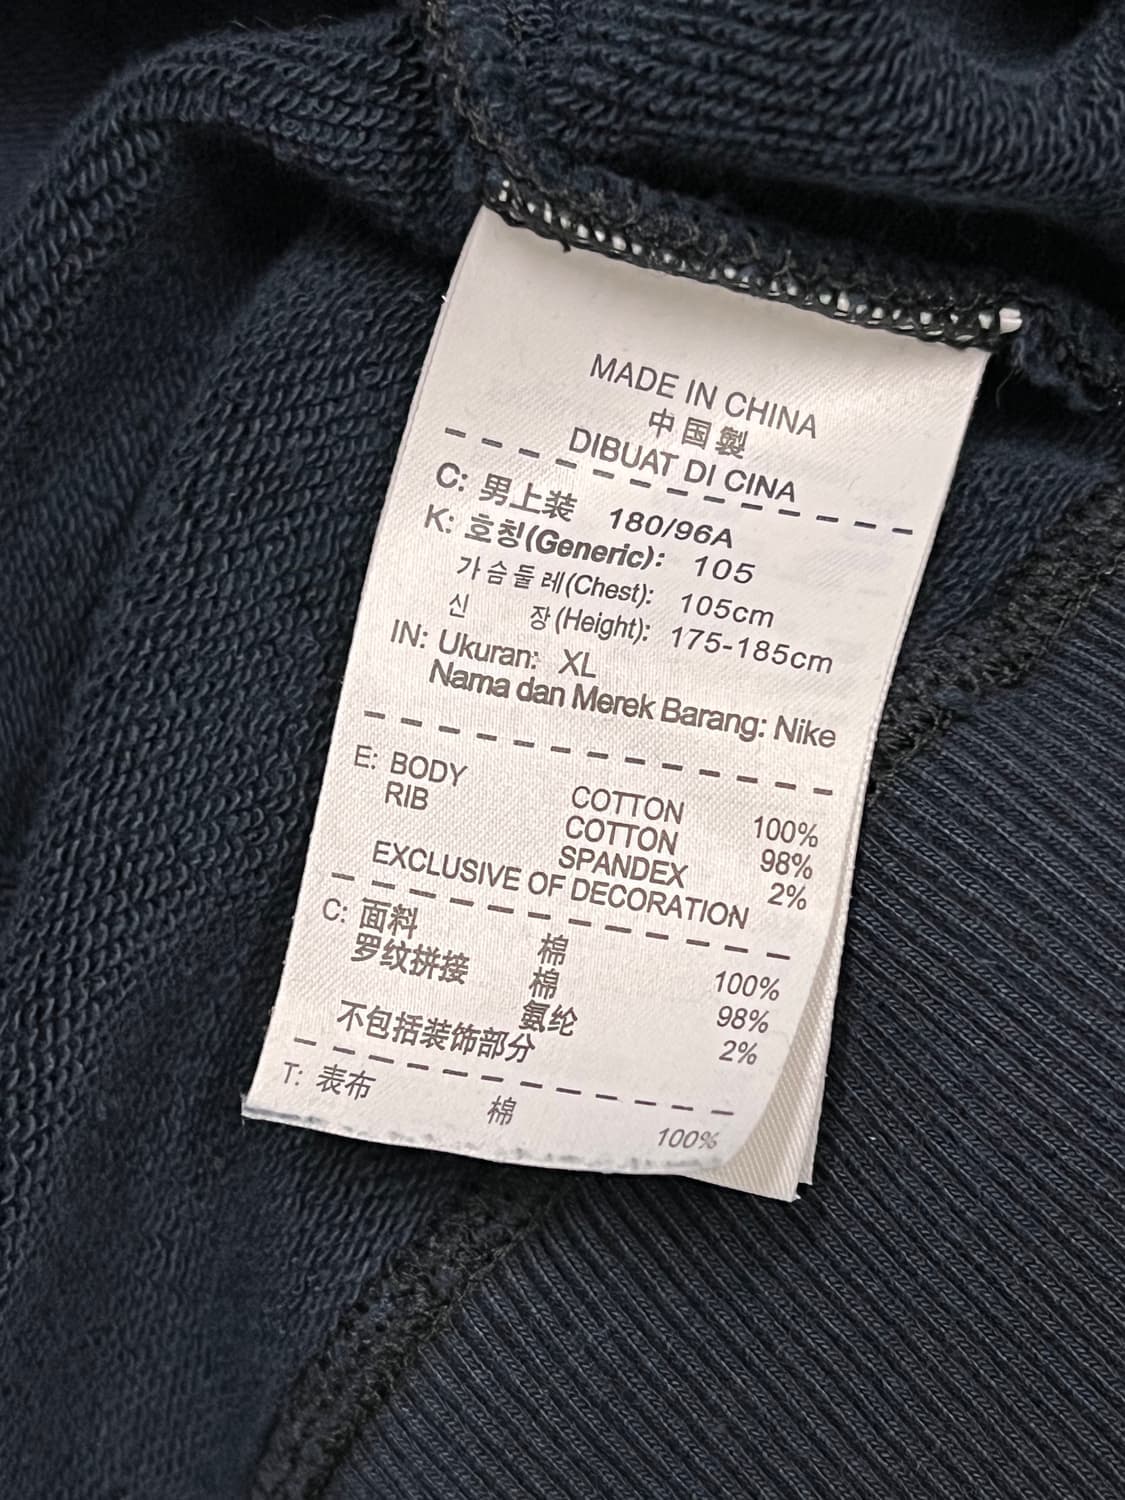 MADE IN CHINA
中国製
DIBUAT DI CINA
C: 男上装 180/96A
K: 호칭(Generic): 105
가슴둘레(Chest): 105cm
신 장(Height): 175-185cm
IN: Ukuran: XL
Nama dan Merek Barang: Nike
E: BODY COTTON 100%
RIB COTTON 98%
SPANDEX 2%
EXCLUSIVE OF DECORATION
C: 面料 棉 100%
罗纹拼接 棉 98%
氨纶 2%
不包括装饰部分
T: 表布 棉 100%